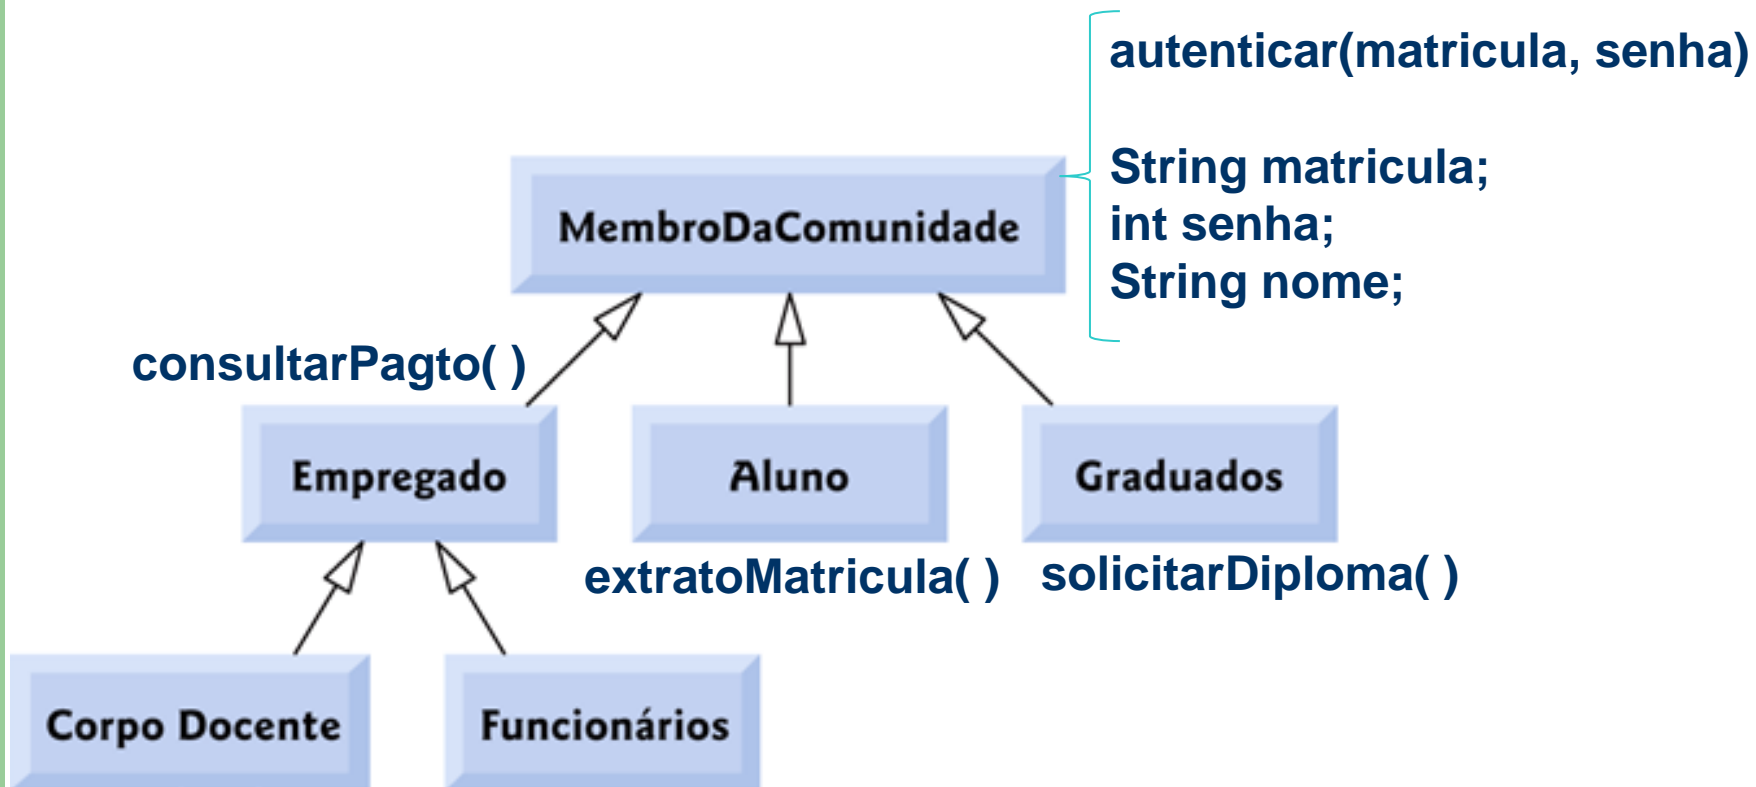 autenticar(matricula, senha)
String matricula;
MembroDaComunidade
int senha;
String nome;
consultarPagto( )
Empregado
Aluno
Graduados
extratoMatricula( )
solicitarDiploma( )
Corpo Docente
Funcionários